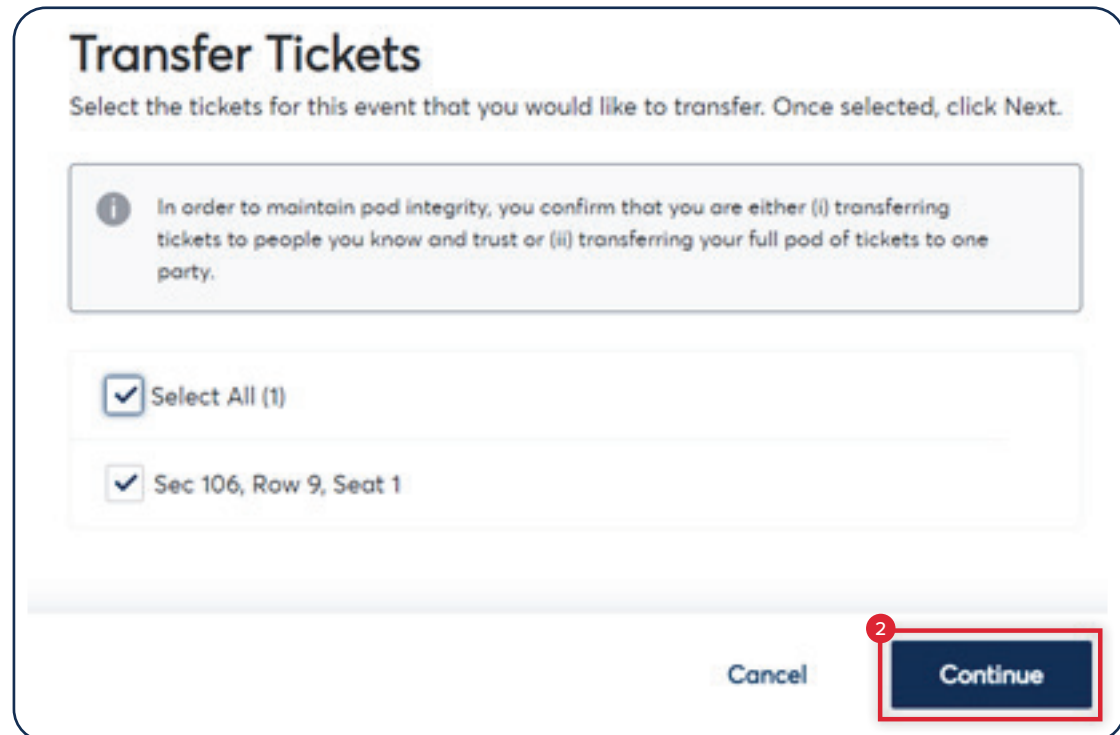 Transfer Tickets
Select the tickets for this event that you would like to transfer. Once selected, click Next.
i In order to maintain pod integrity, you confirm that you are either (i) transferring
tickets to people you know and trust or (ii) transferring your full pod of tickets to one
party.
Select All (1)
Sec 106, Row 9, Seat 1
2
Cancel Continue